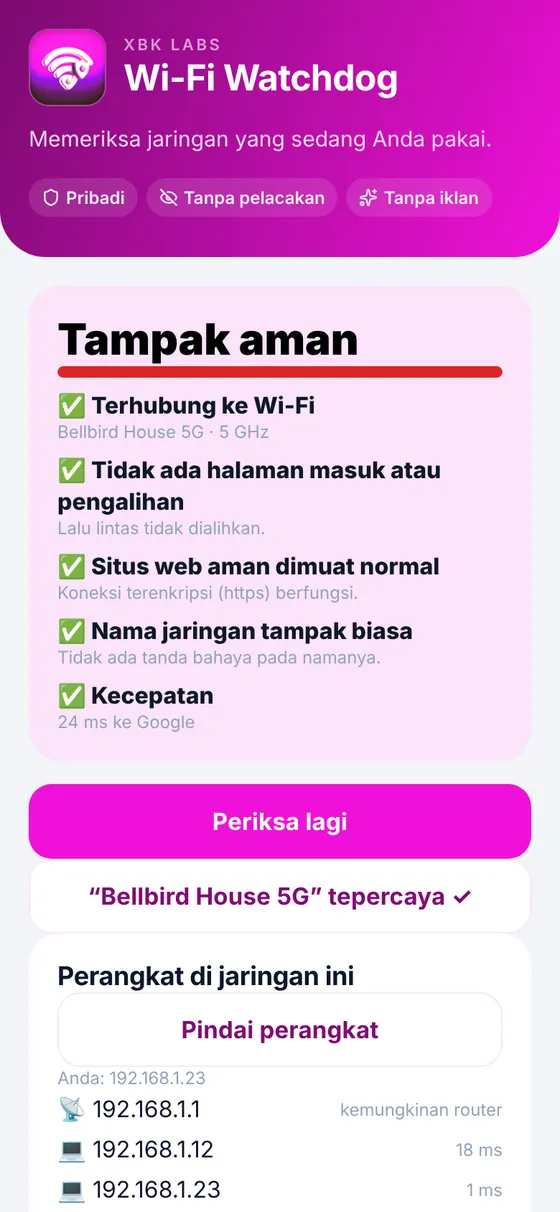 XBK LABS
Wi-Fi Watchdog
Memeriksa jaringan yang sedang Anda pakai.
Pribadi
Tanpa pelacakan
Tanpa iklan
Tampak aman
✅ Terhubung ke Wi-Fi
Bellbird House 5G · 5 GHz
✅ Tidak ada halaman masuk atau
pengalihan
Lalu lintas tidak dialihkan.
✅ Situs web aman dimuat normal
Koneksi terenkripsi (https) berfungsi.
✅ Nama jaringan tampak biasa
Tidak ada tanda bahaya pada namanya.
✅ Kecepatan
24 ms ke Google
Periksa lagi
“Bellbird House 5G” tepercaya ✓
Perangkat di jaringan ini
Pindai perangkat
Anda: 192.168.1.23
📡 192.168.1.1 kemungkinan router
💻 192.168.1.12 18 ms
💻 192.168.1.23 1 ms